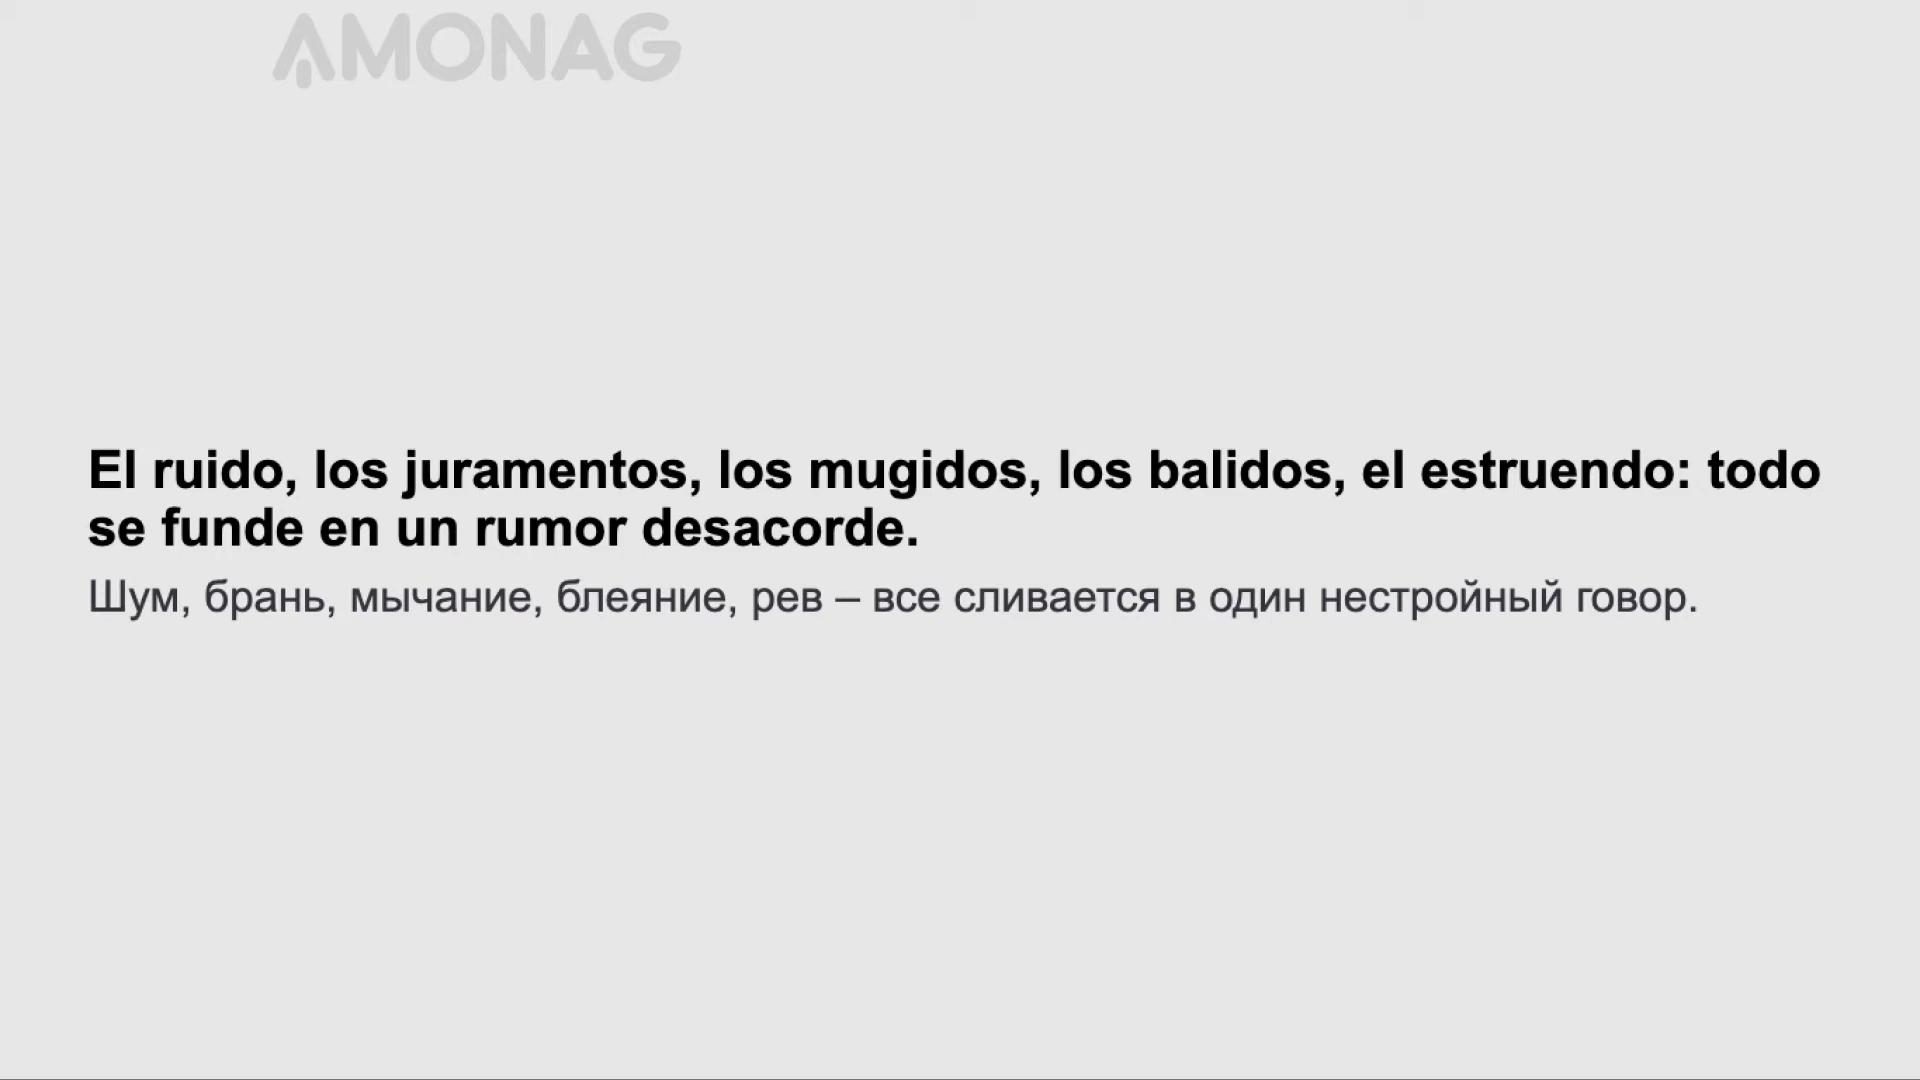 AMONAG
El ruido, los juramentos, los mugidos, los balidos, el estruendo: todo
se funde en un rumor desacorde.
Шум, брань, мычание, блеяние, рев – все сливается в один нестройный говор.